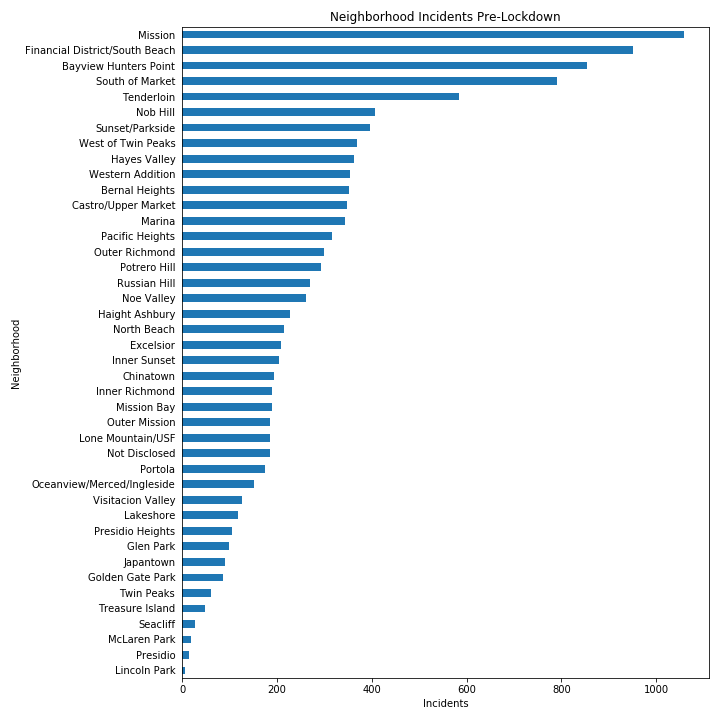 Neighborhood Incidents Pre-Lockdown
Neighborhood
Mission
Financial District/South Beach
Bayview Hunters Point
South of Market
Tenderloin
Nob Hill
Sunset/Parkside
West of Twin Peaks
Hayes Valley
Western Addition
Bernal Heights
Castro/Upper Market
Marina
Pacific Heights
Outer Richmond
Potrero Hill
Russian Hill
Noe Valley
Haight Ashbury
North Beach
Excelsior
Inner Sunset
Chinatown
Inner Richmond
Mission Bay
Outer Mission
Lone Mountain/USF
Not Disclosed
Portola
Oceanview/Merced/Ingleside
Visitacion Valley
Lakeshore
Presidio Heights
Glen Park
Japantown
Golden Gate Park
Twin Peaks
Treasure Island
Seacliff
McLaren Park
Presidio
Lincoln Park
0 200 400 600 800 1000
Incidents